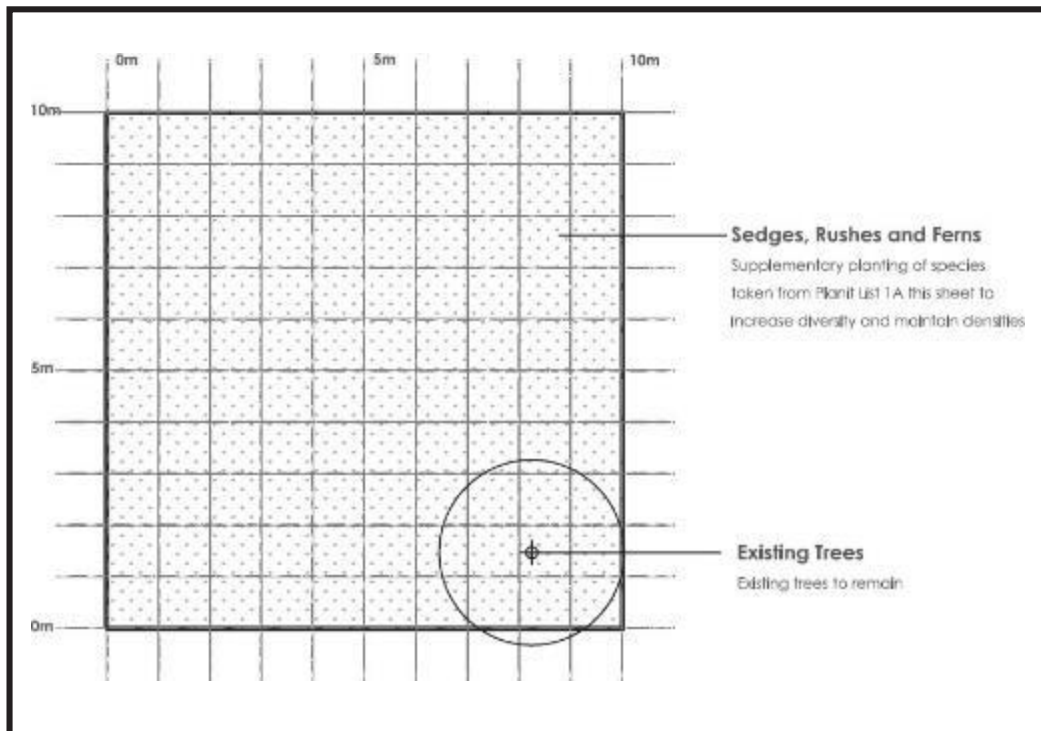 0m 5m 10m
10m
Sedges, Rushes and Ferns
Supplementary planting of species
taken from Planit List 1A this sheet to
increase diversity and maintain densities
5m
Existing Trees
Existing trees to remain
0m